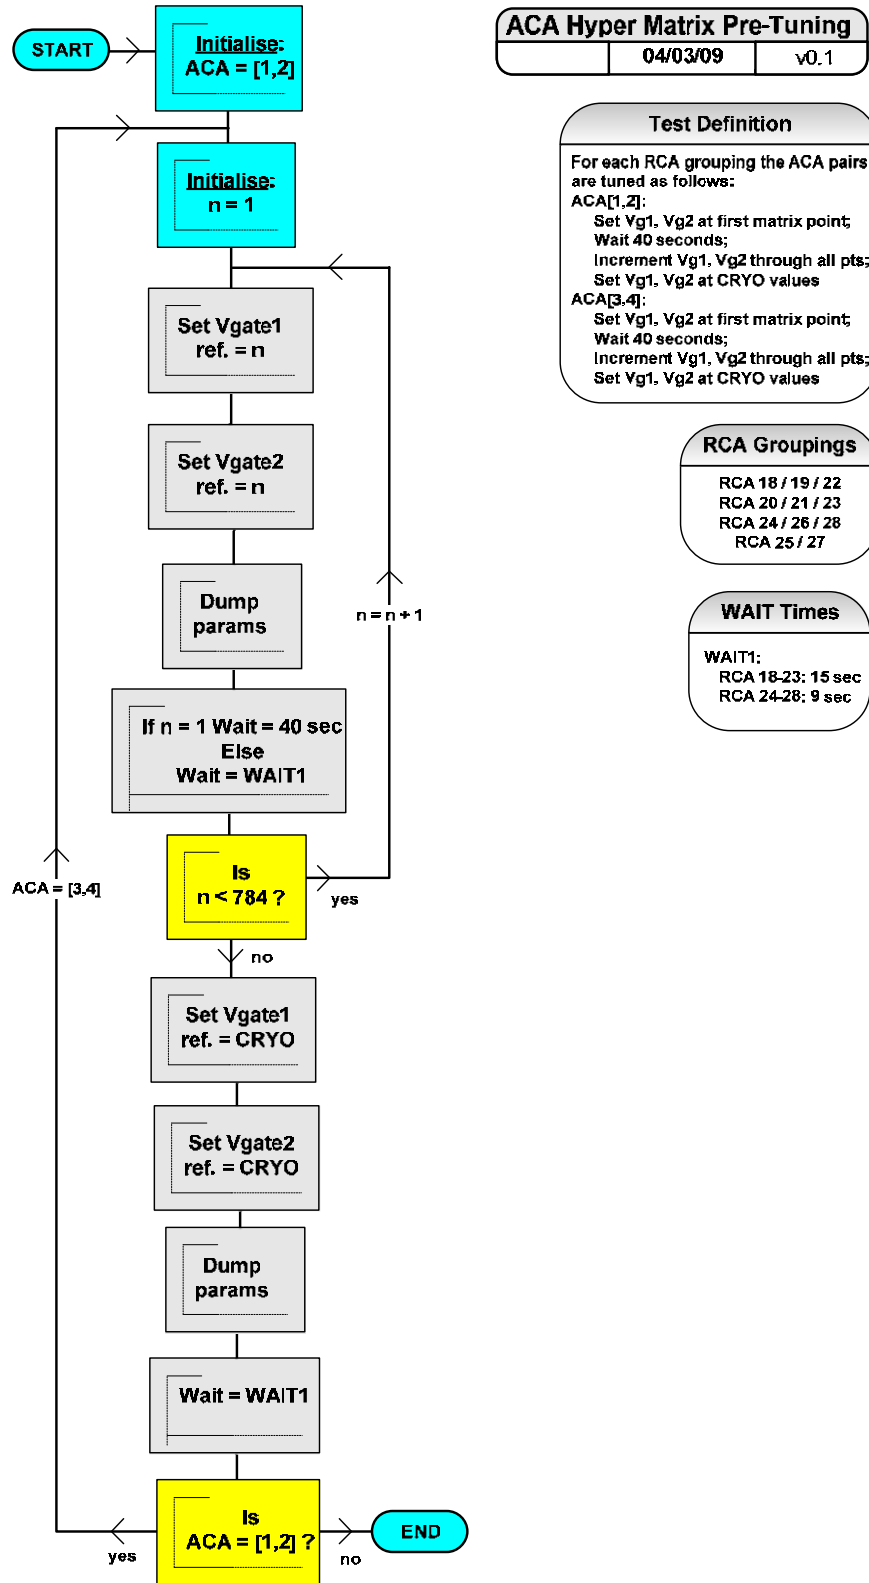 START
Initialise:
ACA = [1,2]
Initialise:
n = 1
Set Vgate1
ref. = n
Set Vgate2
ref. = n
Dump
params
n = n + 1
If n = 1 Wait = 40 sec
Else
Wait = WAIT1
Is
n < 784 ?
yes
no
ACA = [3,4]
Set Vgate1
ref. = CRYO
Set Vgate2
ref. = CRYO
Dump
params
Wait = WAIT1
Is
ACA = [1,2] ?
yes
no
END
ACA Hyper Matrix Pre-Tuning
04/03/09 v0.1
Test Definition
For each RCA grouping the ACA pairs
are tuned as follows:
ACA[1,2]:
Set Vg1, Vg2 at first matrix point;
Wait 40 seconds;
Increment Vg1, Vg2 through all pts;
Set Vg1, Vg2 at CRYO values
ACA[3,4]:
Set Vg1, Vg2 at first matrix point;
Wait 40 seconds;
Increment Vg1, Vg2 through all pts;
Set Vg1, Vg2 at CRYO values
RCA Groupings
RCA 18 / 19 / 22
RCA 20 / 21 / 23
RCA 24 / 26 / 28
RCA 25 / 27
WAIT Times
WAIT1:
RCA 18-23: 15 sec
RCA 24-28: 9 sec